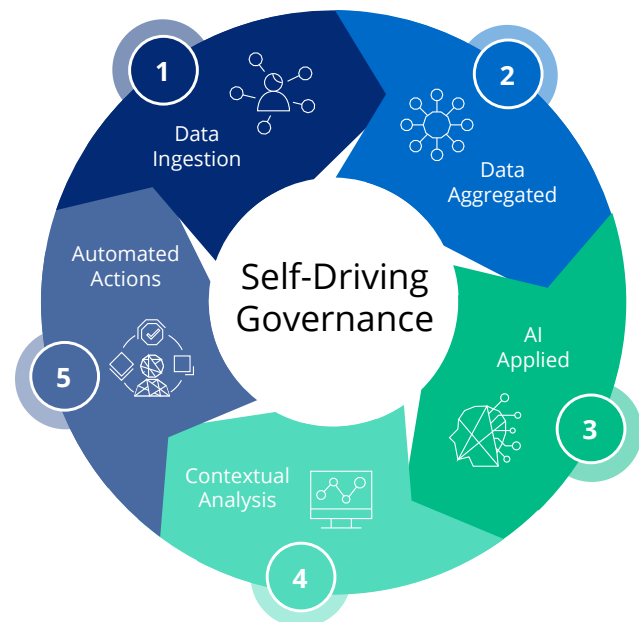 Self-Driving
Governance
1
Data
Ingestion
2
Data
Aggregated
3
AI
Applied
4
Contextual
Analysis
5
Automated
Actions